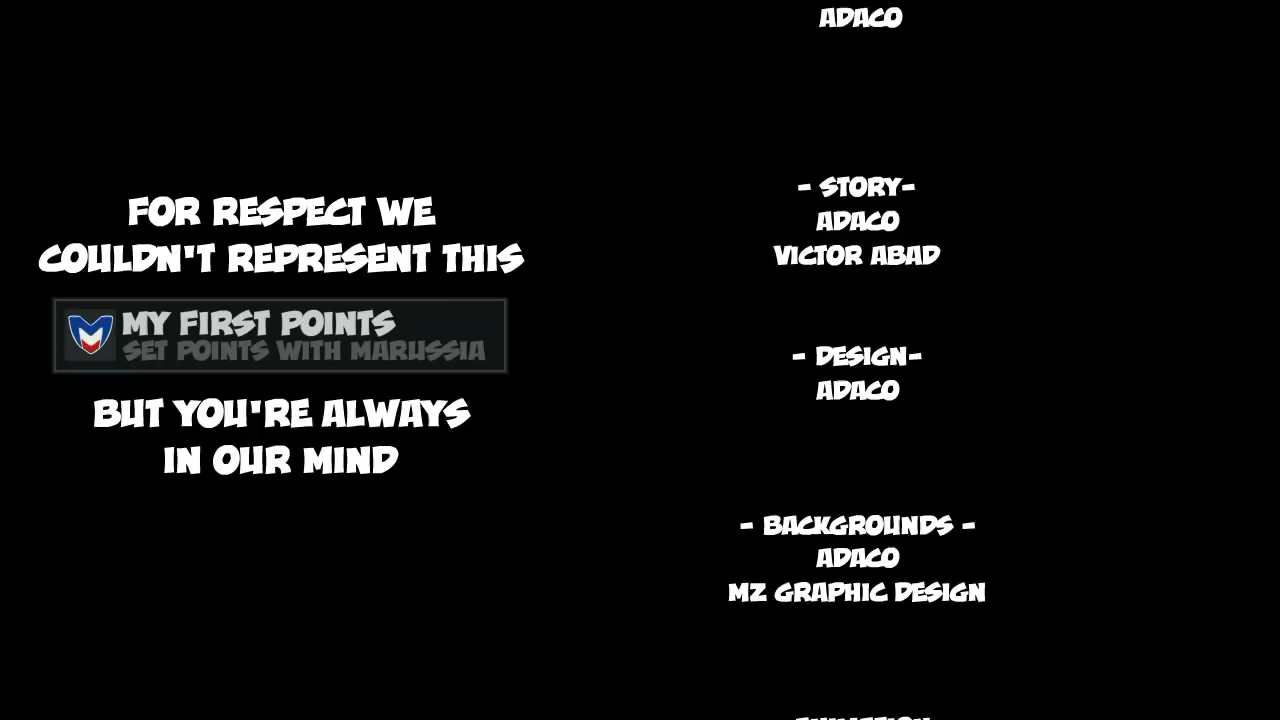 FOR RESPECT WE
COULDN'T REPRESENT THIS
MY FIRST POINTS
SET POINTS WITH MARUSSIA
BUT YOU'RE ALWAYS
IN OUR MIND
ADACO
- STORY-
ADACO
VICTOR ABAD
- DESIGN-
ADACO
- BACKGROUNDS -
ADACO
MZ GRAPHIC DESIGN